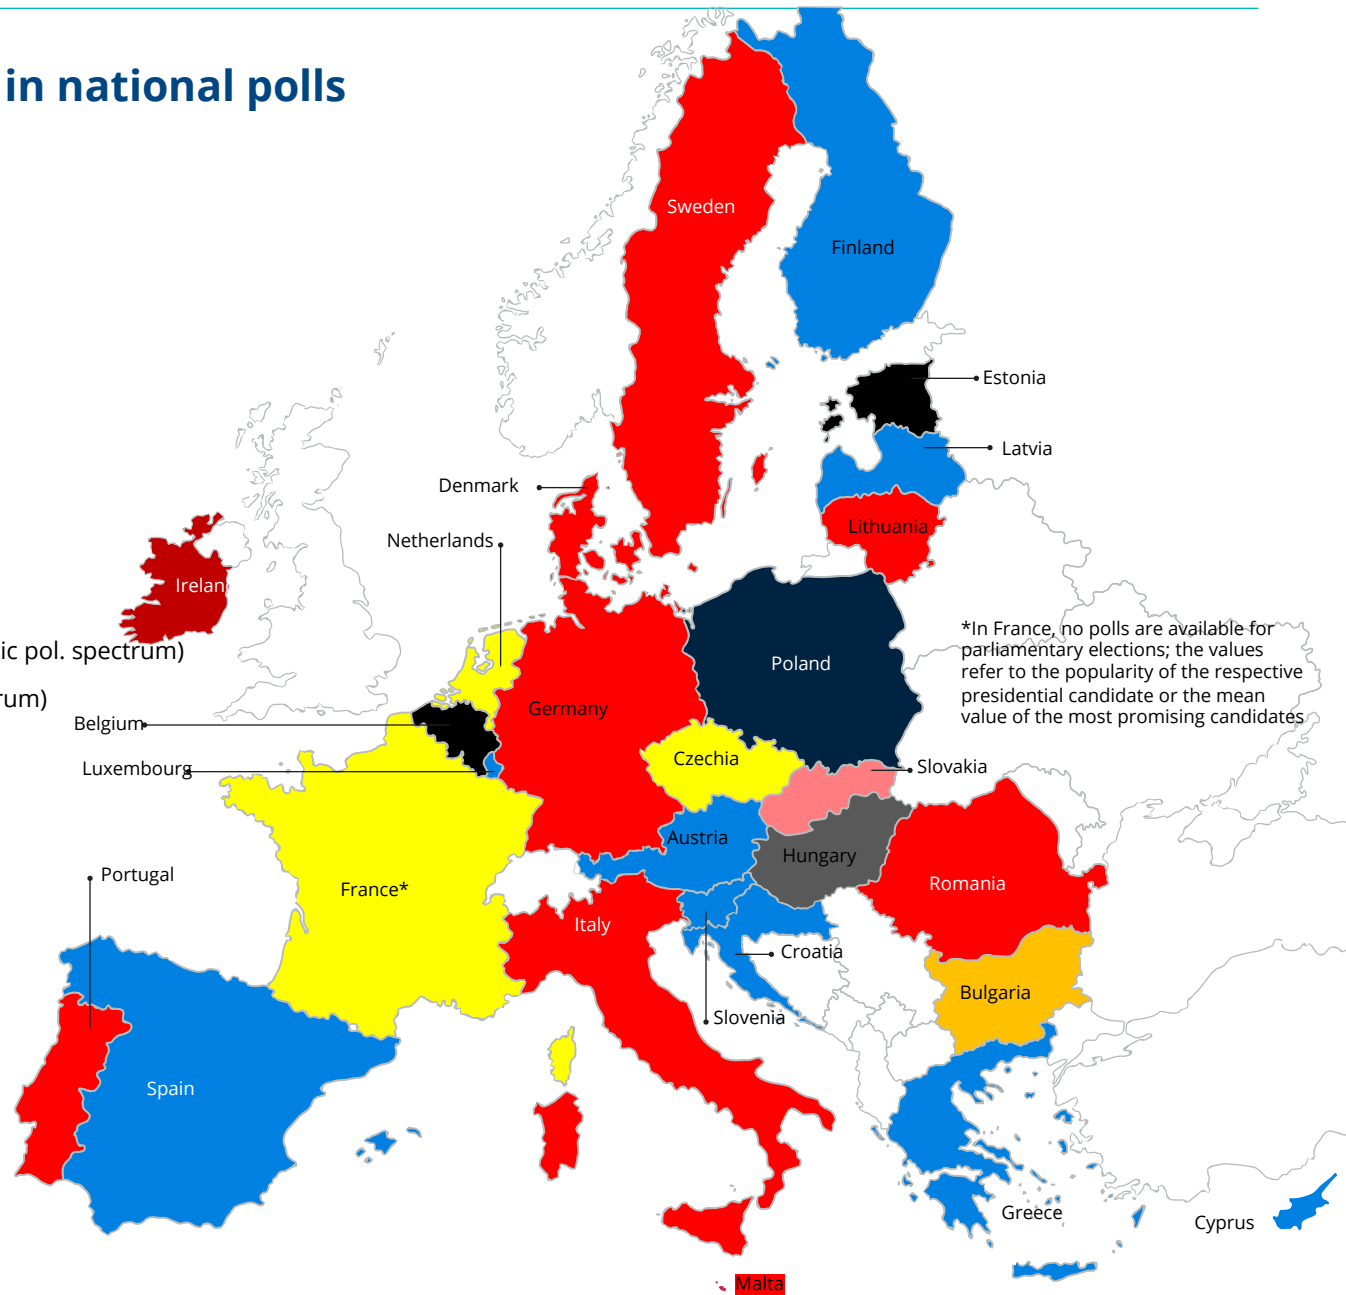 in national polls
Sweden
Finland
Estonia
Latvia
Denmark
Lithuania
Netherlands
Irelan
*In France, no polls are available for
parliamentary elections; the values
refer to the popularity of the respective
presidential candidate or the mean
value of the most promising candidates
ic pol. spectrum)
rum)
Poland
Germany
Belgium
Czechia
Luxembourg
Slovakia
Austria
Hungary
Portugal
France*
Romania
Italy
Croatia
Bulgaria
Slovenia
Spain
Greece
Cyprus
Malta